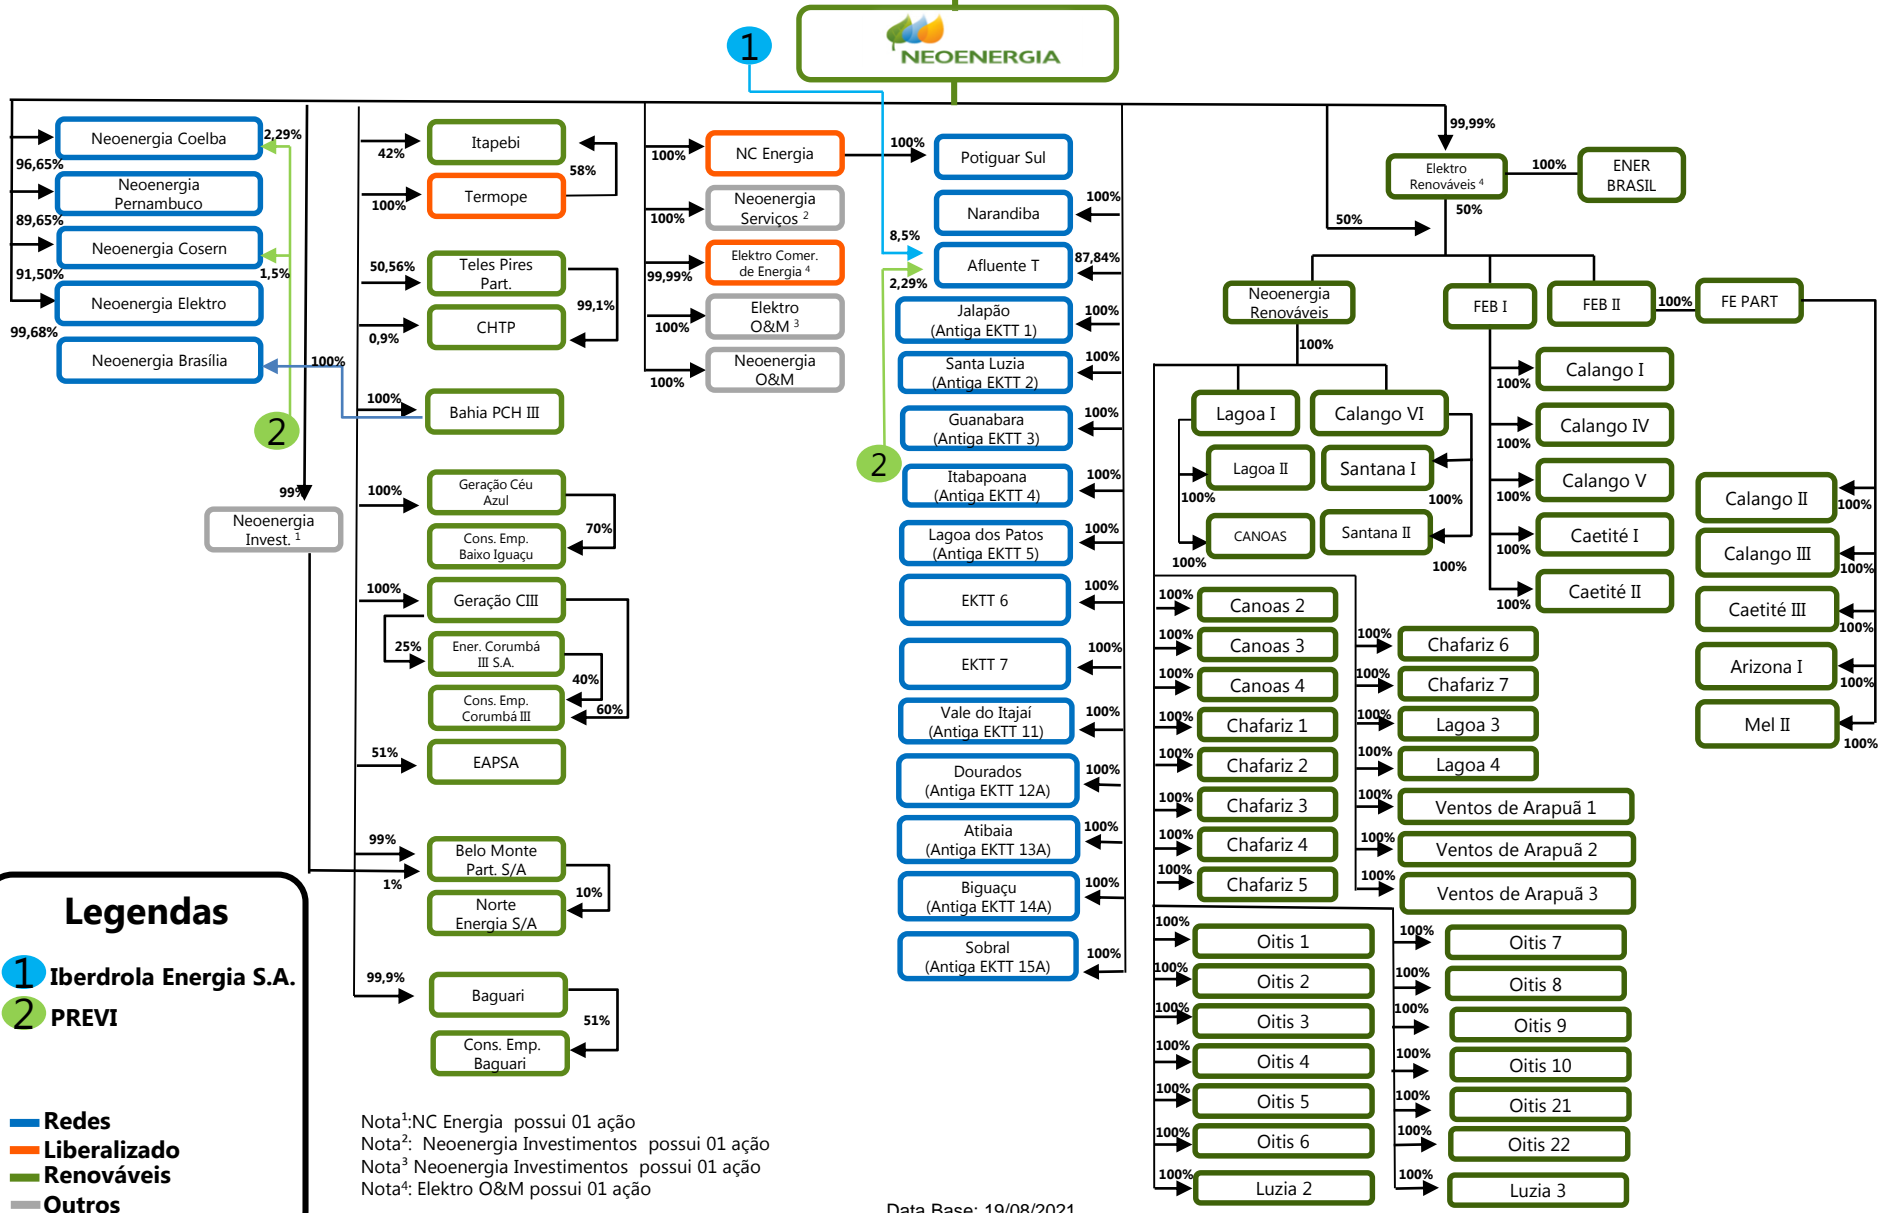 NEOENERGIA
1
Neoenergia Coelba
2,29%
96,65%
Neoenergia
Pernambuco
89,65%
Neoenergia Cosern
91,50%
1,5%
Neoenergia Elektro
99,68%
Neoenergia Brasília
100%
2
99%
Neoenergia
Invest. 1
Itapebi
42%
58%
Termope
100%
50,56%
Teles Pires
Part.
99,1%
CHTP
0,9%
100%
Bahia PCH III
100%
Geração Céu
Azul
70%
Cons. Emp.
Baixo Iguaçu
100%
Geração CIII
25%
Ener. Corumbá
III S.A.
40%
Cons. Emp.
Corumbá III
60%
51%
EAPSA
99%
Belo Monte
Part. S/A
1%
10%
Norte
Energia S/A
99,9%
Baguari
51%
Cons. Emp.
Baguari
100%
NC Energia
100%
Neoenergia
Serviços 2
100%
Elektro Comer.
de Energia 4
99,99%
Elektro
O&M 3
100%
Neoenergia
O&M
100%
Potiguar Sul
100%
Narandiba
8,5%
Afluente T
87,84%
2,29%
2
Jalapão
(Antiga EKTT 1)
100%
Santa Luzia
(Antiga EKTT 2)
100%
Guanabara
(Antiga EKTT 3)
100%
Itabapoana
(Antiga EKTT 4)
100%
Lagoa dos Patos
(Antiga EKTT 5)
100%
EKTT 6
100%
EKTT 7
100%
Vale do Itajaí
(Antiga EKTT 11)
100%
Dourados
(Antiga EKTT 12A)
100%
Atibaia
(Antiga EKTT 13A)
100%
Biguaçu
(Antiga EKTT 14A)
100%
Sobral
(Antiga EKTT 15A)
100%
99,99%
Elektro
Renováveis 4
100%
ENER
BRASIL
50%
50%
Neoenergia
Renováveis
FEB I
FEB II
100%
FE PART
100%
Lagoa I
Calango VI
Lagoa II
100%
Santana I
100%
CANOAS
100%
Santana II
100%
Calango I
100%
Calango IV
100%
Calango V
100%
Caetité I
100%
Caetité II
100%
Calango II
100%
Calango III
100%
Caetité III
100%
Arizona I
100%
Mel II
100%
100%
Canoas 2
100%
Canoas 3
100%
Canoas 4
100%
Chafariz 1
100%
Chafariz 2
100%
Chafariz 3
100%
Chafariz 4
100%
Chafariz 5
100%
Chafariz 6
100%
Chafariz 7
100%
Lagoa 3
100%
Lagoa 4
100%
Ventos de Arapuã 1
100%
Ventos de Arapuã 2
100%
Ventos de Arapuã 3
100%
Oitis 1
100%
Oitis 2
100%
Oitis 3
100%
Oitis 4
100%
Oitis 5
100%
Oitis 6
100%
Luzia 2
100%
Oitis 7
100%
Oitis 8
100%
Oitis 9
100%
Oitis 10
100%
Oitis 21
100%
Oitis 22
100%
Luzia 3
Legendas
1 Iberdrola Energia S.A.
2 PREVI
Redes
Liberalizado
Renováveis
Outros
Nota1:NC Energia possui 01 ação
Nota2: Neoenergia Investimentos possui 01 ação
Nota3 Neoenergia Investimentos possui 01 ação
Nota4: Elektro O&M possui 01 ação
Data Base: 19/08/2021